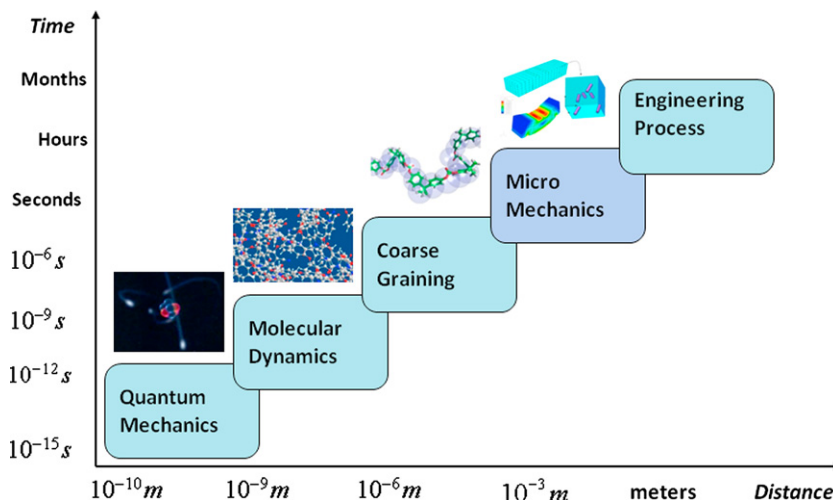 Time
Months
Hours
Seconds
10⁻⁶ s
10⁻⁹ s
10⁻¹² s
10⁻¹⁵ s
Engineering
Process
Micro
Mechanics
Coarse
Graining
Molecular
Dynamics
Quantum
Mechanics
10⁻¹⁰ m
10⁻⁹ m
10⁻⁶ m
10⁻³ m
meters
Distance